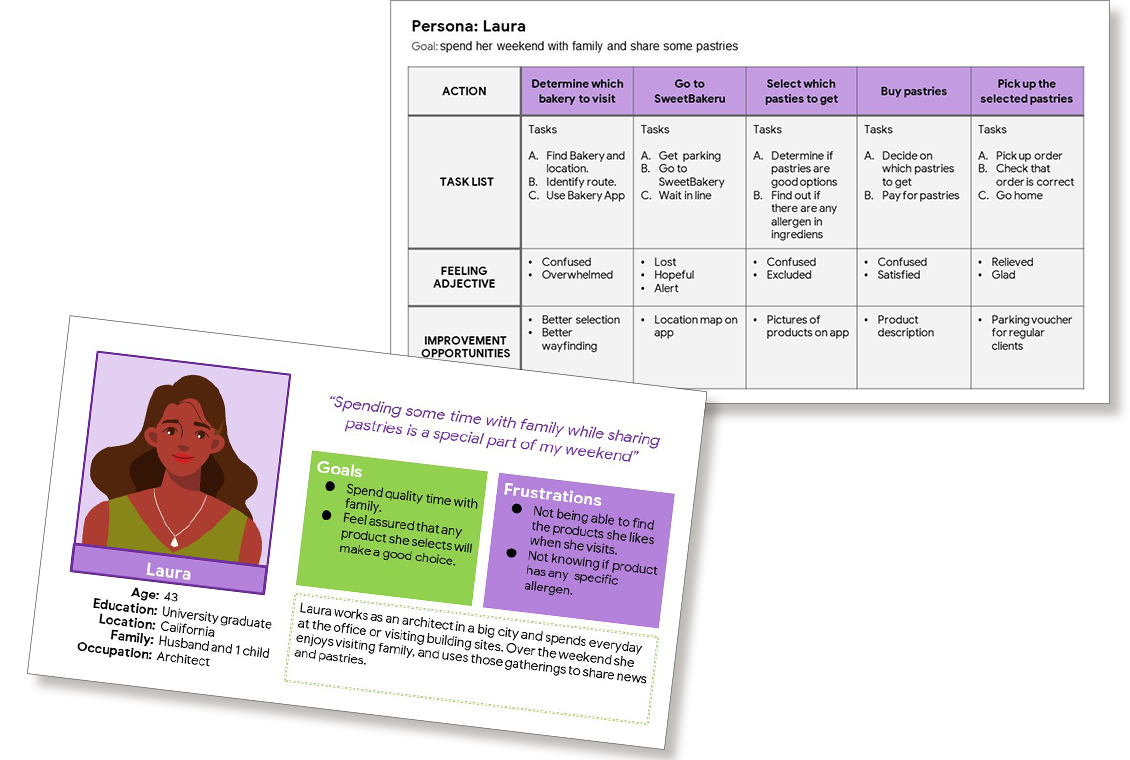 Persona: Laura
Goal: spend her weekend with family and share some pastries
ACTION
Determine which
bakery to visit
Go to
SweetBakeru
Select which
pasties to get
Buy pastries
Pick up the
selected pastries
TASK LIST
Tasks
A. Find Bakery and
location.
B. Identify route.
C. Use Bakery App
Tasks
A. Get parking
B. Go to
SweetBakery
C. Wait in line
Tasks
A. Determine if
pastries are
good options
B. Find out if
there are any
allergen in
ingrediens
Tasks
A. Decide on
which pastries
to get
B. Pay for pastries
Tasks
A. Pick up order
B. Check that
order is correct
C. Go home
FEELING
ADJECTIVE
• Confused
• Overwhelmed
• Lost
• Hopeful
• Alert
• Confused
• Excluded
• Confused
• Satisfied
• Relieved
• Glad
IMPROVEMENT
OPPORTUNITIES
• Better selection
• Better
wayfinding
• Location map on
app
• Pictures of
products on app
• Product
description
• Parking voucher
for regular
clients
Laura
Age: 43
Education: University graduate
Location: California
Family: Husband and 1 child
Occupation: Architect
“Spending some time with family while sharing
pastries is a special part of my weekend”
Goals
● Spend quality time with
family.
● Feel assured that any
product she selects will
make a good choice.
Frustrations
● Not being able to find
the products she likes
when she visits.
● Not knowing if product
has any specific
allergen.
Laura works as an architect in a big city and spends everyday
at the office or visiting building sites. Over the weekend she
enjoys visiting family, and uses those gatherings to share news
and pastries.